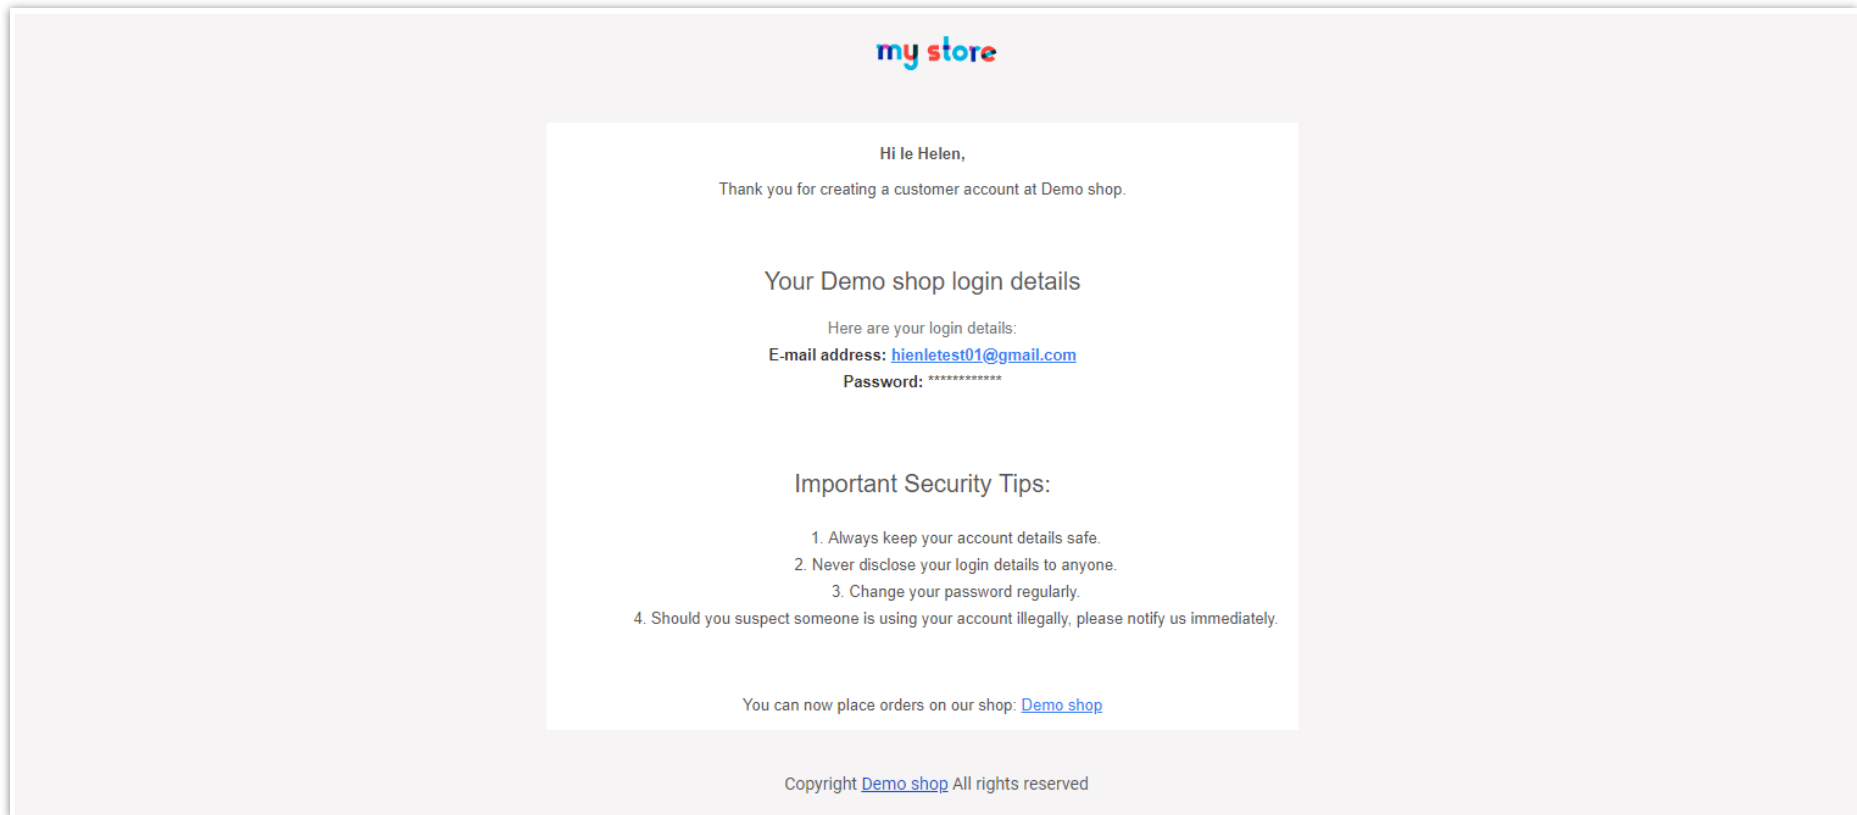 my store
Hi le Helen,
Thank you for creating a customer account at Demo shop.
Your Demo shop login details
Here are your login details:
E-mail address: hienletest01@gmail.com
Password: ************
Important Security Tips:
1. Always keep your account details safe.
2. Never disclose your login details to anyone.
3. Change your password regularly.
4. Should you suspect someone is using your account illegally, please notify us immediately.
You can now place orders on our shop: Demo shop
Copyright Demo shop All rights reserved